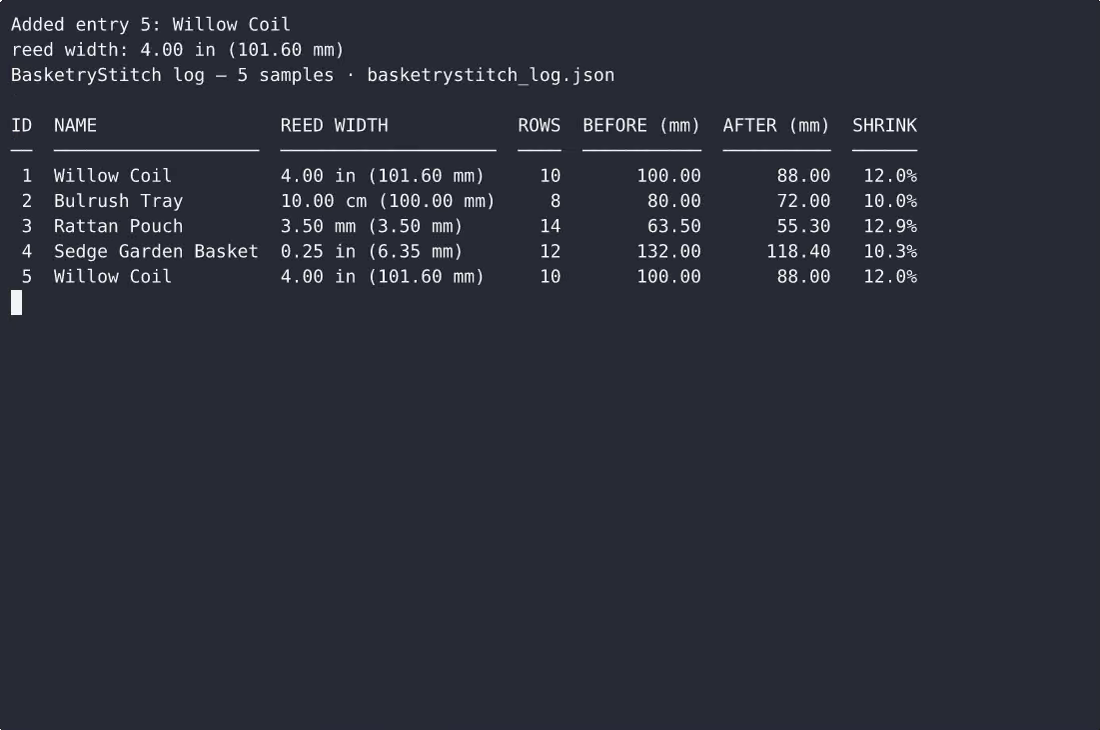 Added entry 5: Willow Coil
reed width: 4.00 in (101.60 mm)
BasketryStitch log — 5 samples · basketrystitch_log.json
ID  NAME                 REED WIDTH            ROWS  BEFORE (mm)  AFTER (mm)  SHRINK
──  ───────────────────  ────────────────────  ────  ───────────  ──────────  ──────
 1  Willow Coil          4.00 in (101.60 mm)     10       100.00       88.00   12.0%
 2  Bulrush Tray         10.00 cm (100.00 mm)     8        80.00       72.00   10.0%
 3  Rattan Pouch         3.50 mm (3.50 mm)       14        63.50       55.30   12.9%
 4  Sedge Garden Basket  0.25 in (6.35 mm)       12       132.00      118.40   10.3%
 5  Willow Coil          4.00 in (101.60 mm)     10       100.00       88.00   12.0%